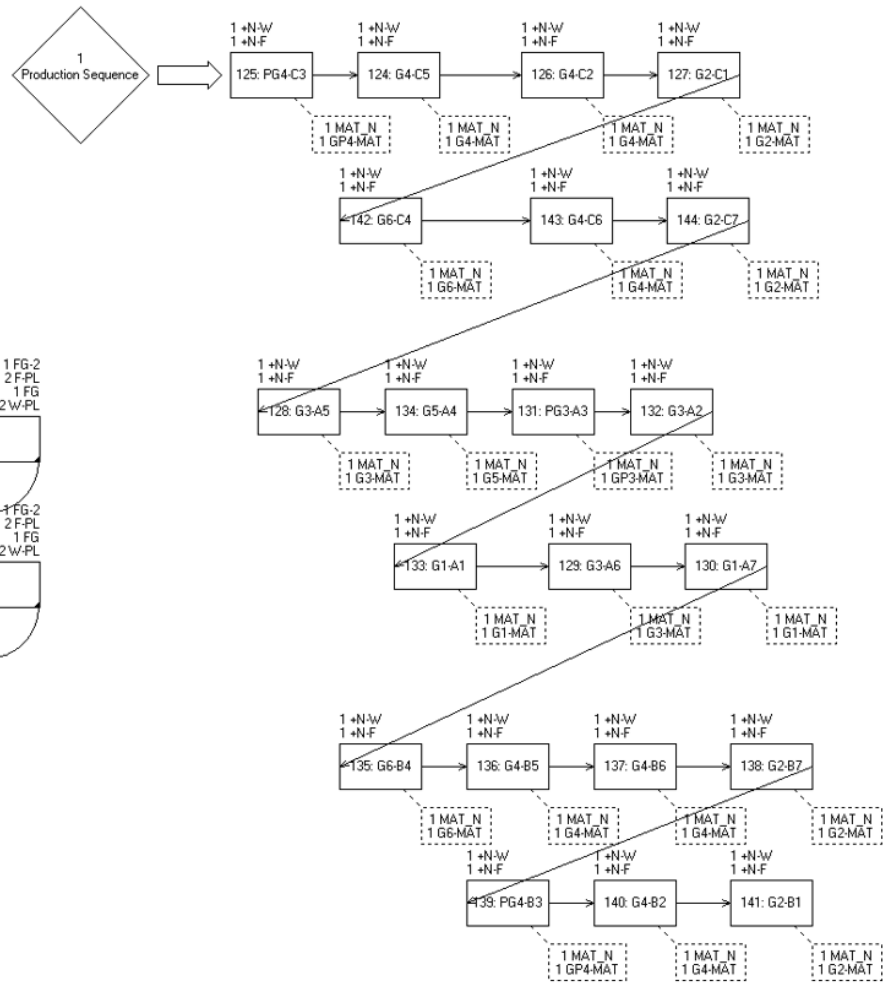 1
Production Sequence
1 +N-W
1 +N-F
125: PG4-C3
1 MAT_N
1 GP4-MAT
1 +N-W
1 +N-F
124: G4-C5
1 MAT_N
1 G4-MAT
1 +N-W
1 +N-F
126: G4-C2
1 MAT_N
1 G4-MAT
1 +N-W
1 +N-F
127: G2-C1
1 MAT_N
1 G2-MAT
1 +N-W
1 +N-F
142: G6-C4
1 MAT_N
1 G6-MAT
1 +N-W
1 +N-F
143: G4-C6
1 MAT_N
1 G4-MAT
1 +N-W
1 +N-F
144: G2-C7
1 MAT_N
1 G2-MAT
1 FG-2
2 F-PL
1 FG
2 W-PL
1 +N-W
1 +N-F
128: G3-A5
1 MAT_N
1 G3-MAT
1 +N-W
1 +N-F
134: G5-A4
1 MAT_N
1 G5-MAT
1 +N-W
1 +N-F
131: PG3-A3
1 MAT_N
1 GP3-MAT
1 +N-W
1 +N-F
132: G3-A2
1 MAT_N
1 G3-MAT
1 FG-2
2 F-PL
1 FG
2 W-PL
1 +N-W
1 +N-F
133: G1-A1
1 MAT_N
1 G1-MAT
1 +N-W
1 +N-F
129: G3-A6
1 MAT_N
1 G3-MAT
1 +N-W
1 +N-F
130: G1-A7
1 MAT_N
1 G1-MAT
1 +N-W
1 +N-F
135: G6-B4
1 MAT_N
1 G6-MAT
1 +N-W
1 +N-F
136: G4-B5
1 MAT_N
1 G4-MAT
1 +N-W
1 +N-F
137: G4-B6
1 MAT_N
1 G4-MAT
1 +N-W
1 +N-F
138: G2-B7
1 MAT_N
1 G2-MAT
1 +N-W
1 +N-F
139: PG4-B3
1 MAT_N
1 GP4-MAT
1 +N-W
1 +N-F
140: G4-B2
1 MAT_N
1 G4-MAT
1 +N-W
1 +N-F
141: G2-B1
1 MAT_N
1 G2-MAT